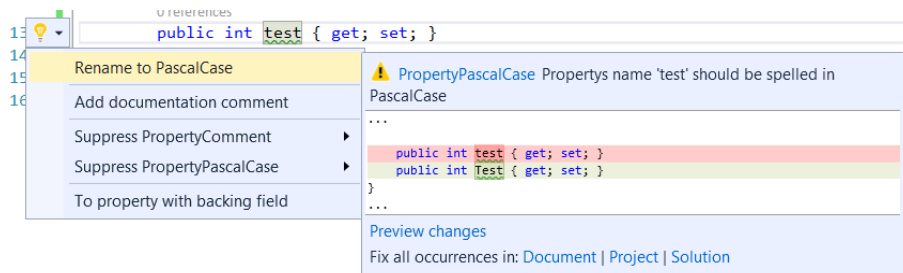 0 references
13 public int test { get; set; }
14
15
16
Rename to PascalCase
Add documentation comment
Suppress PropertyComment
Suppress PropertyPascalCase
To property with backing field
PropertyPascalCase Propertys name 'test' should be spelled in
PascalCase
...
public int test { get; set; }
public int Test { get; set; }
}
...
Preview changes
Fix all occurrences in: Document | Project | Solution